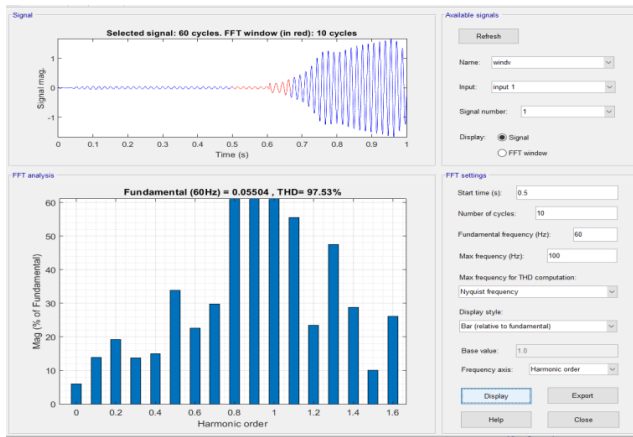 Signal
Selected signal: 60 cycles. FFT window (in red): 10 cycles
Signal mag.
1
0
-1
0 0.1 0.2 0.3 0.4 0.5 0.6 0.7 0.8 0.9 1
Time (s)
FFT analysis
Fundamental (60Hz) = 0.05504 , THD= 97.53%
Mag (% of Fundamental)
60
50
40
30
20
10
0
0 0.2 0.4 0.6 0.8 1 1.2 1.4 1.6
Harmonic order
Available signals
Refresh
Name: windv
Input: input 1
Signal number: 1
Display: Signal
FFT window
FFT settings
Start time (s): 0.5
Number of cycles: 10
Fundamental frequency (Hz): 60
Max frequency (Hz): 100
Max frequency for THD computation:
Nyquist frequency
Display style:
Bar (relative to fundamental)
Base value: 1.0
Frequency axis: Harmonic order
Display Export
Help Close